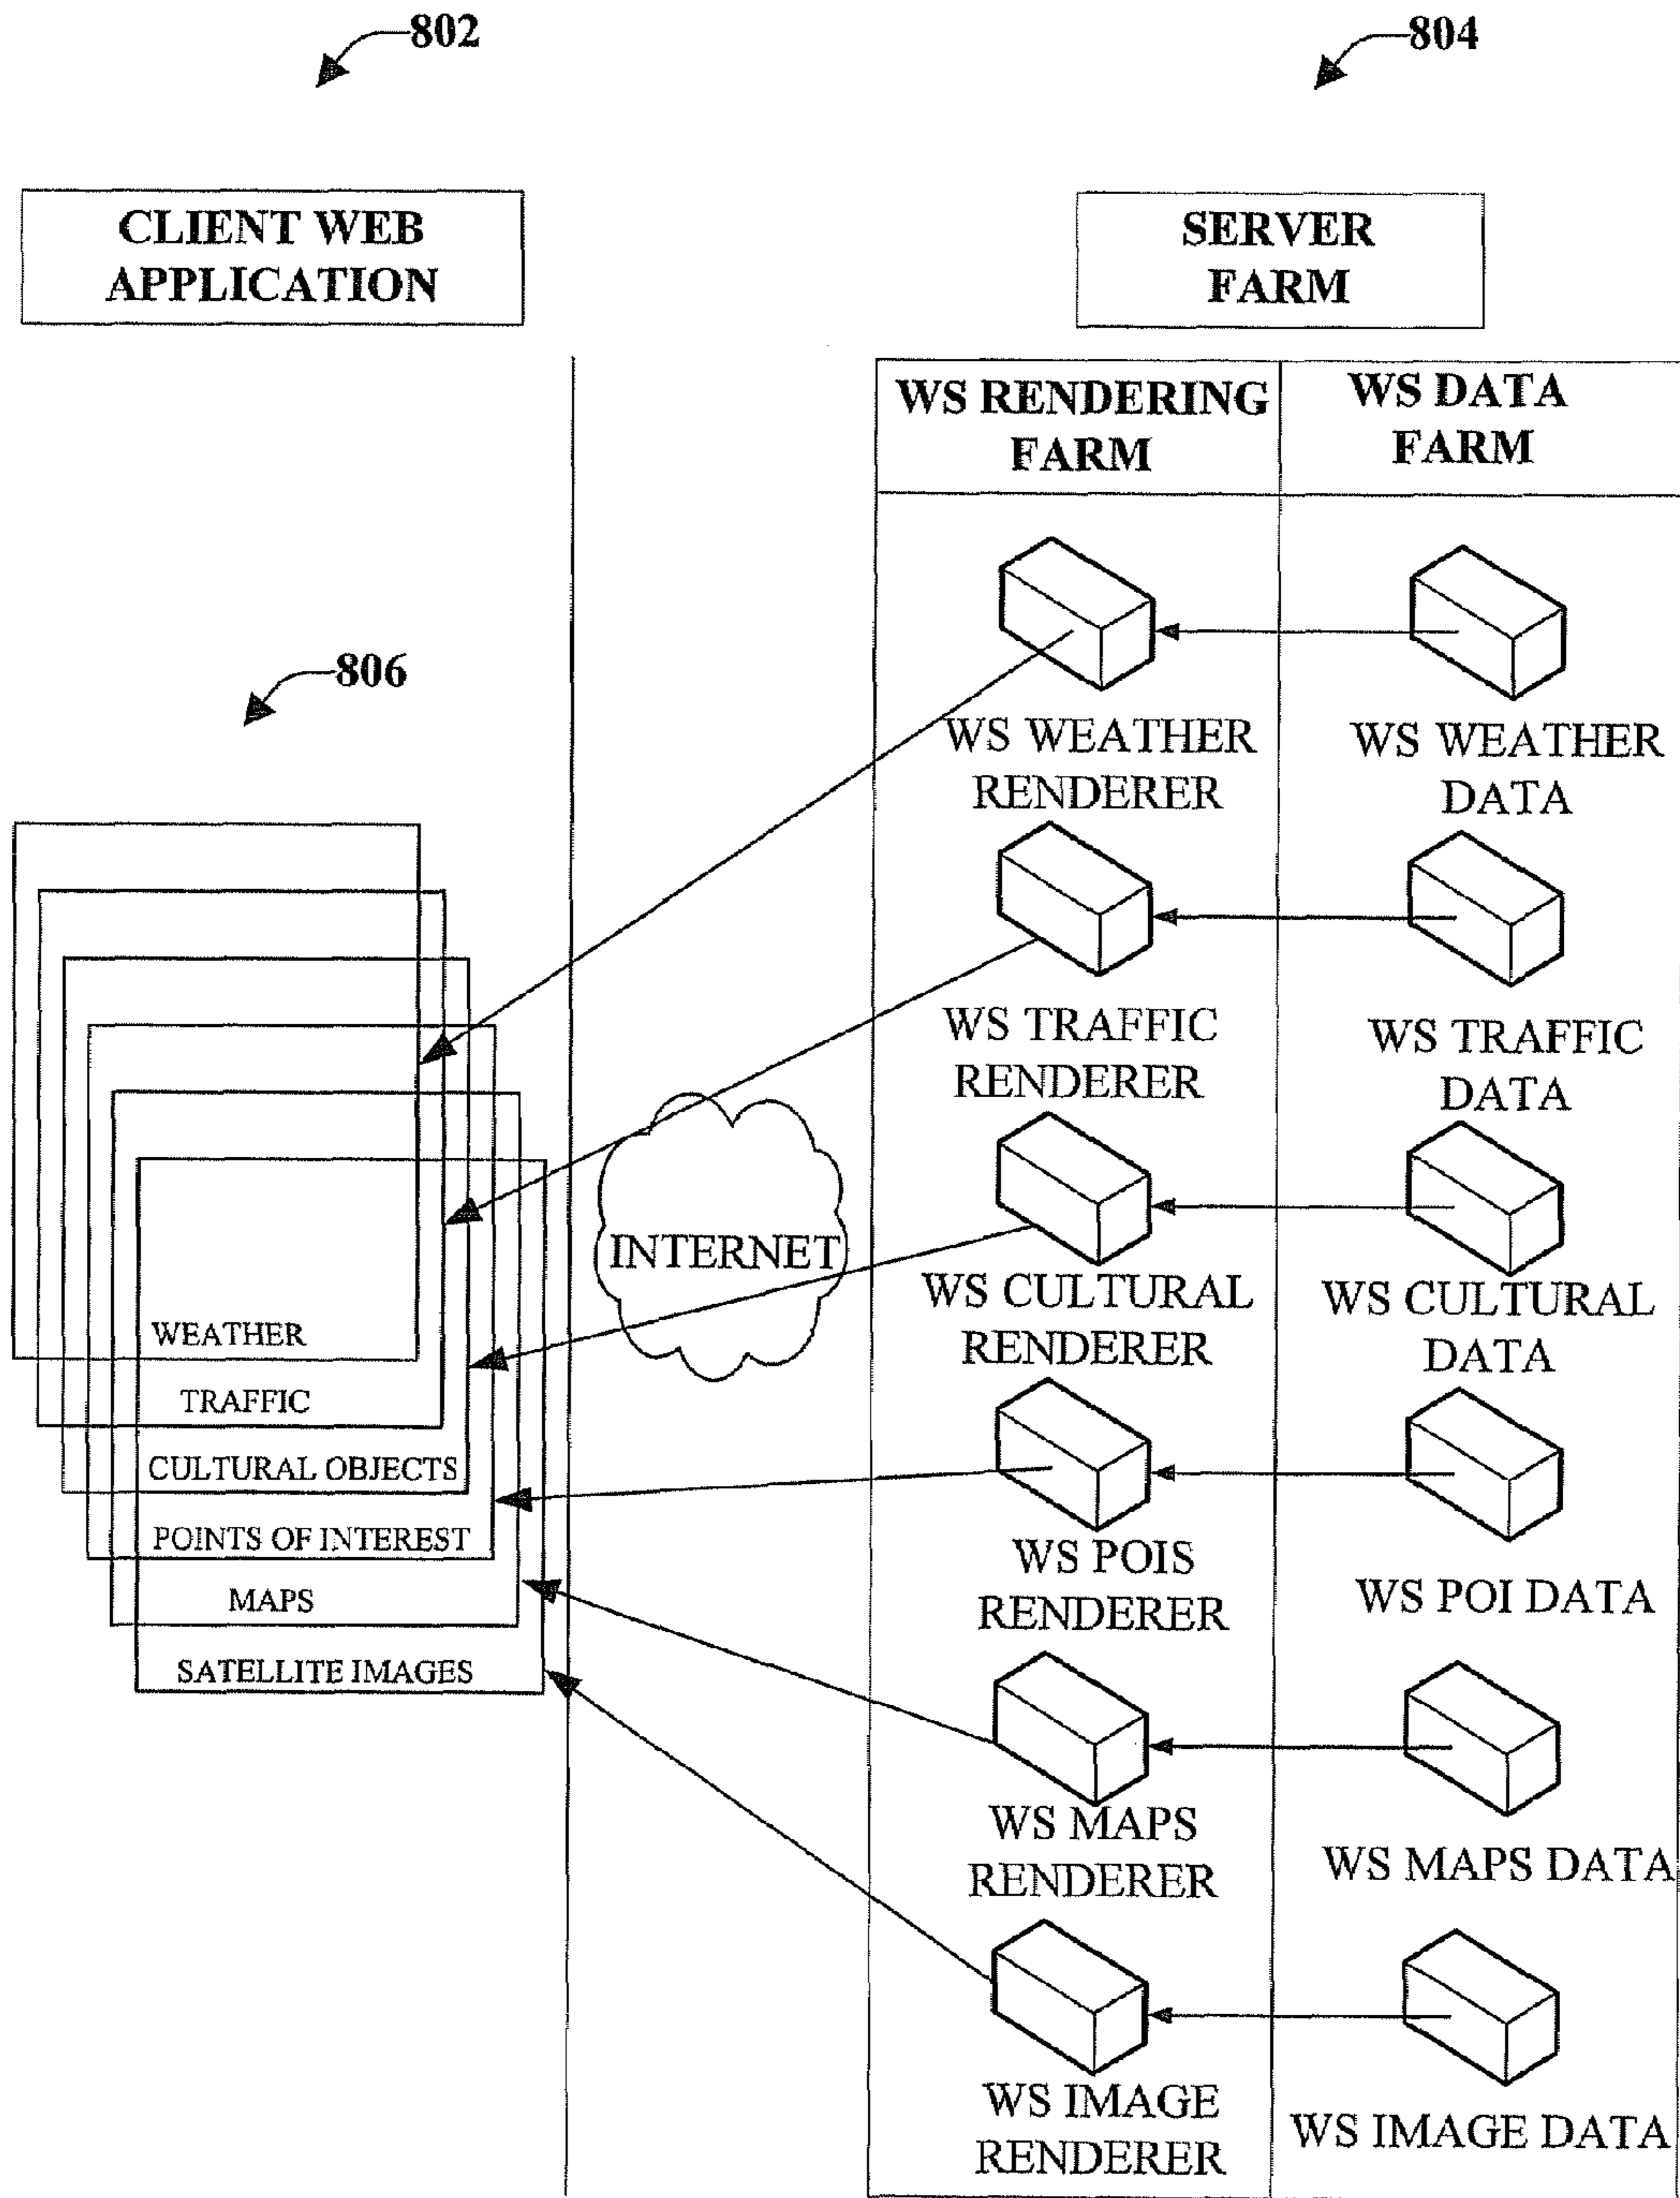 802
804
CLIENT WEB
APPLICATION
SERVER
FARM
WS RENDERING
FARM
WS DATA
FARM
806
WS WEATHER
RENDERER
WS WEATHER
DATA
WS TRAFFIC
RENDERER
WS TRAFFIC
DATA
INTERNET
WS CULTURAL
RENDERER
WS CULTURAL
DATA
WEATHER
TRAFFIC
CULTURAL OBJECTS
POINTS OF INTEREST
MAPS
SATELLITE IMAGES
WS POIS
RENDERER
WS POI DATA
WS MAPS
RENDERER
WS MAPS DATA
WS IMAGE
RENDERER
WS IMAGE DATA